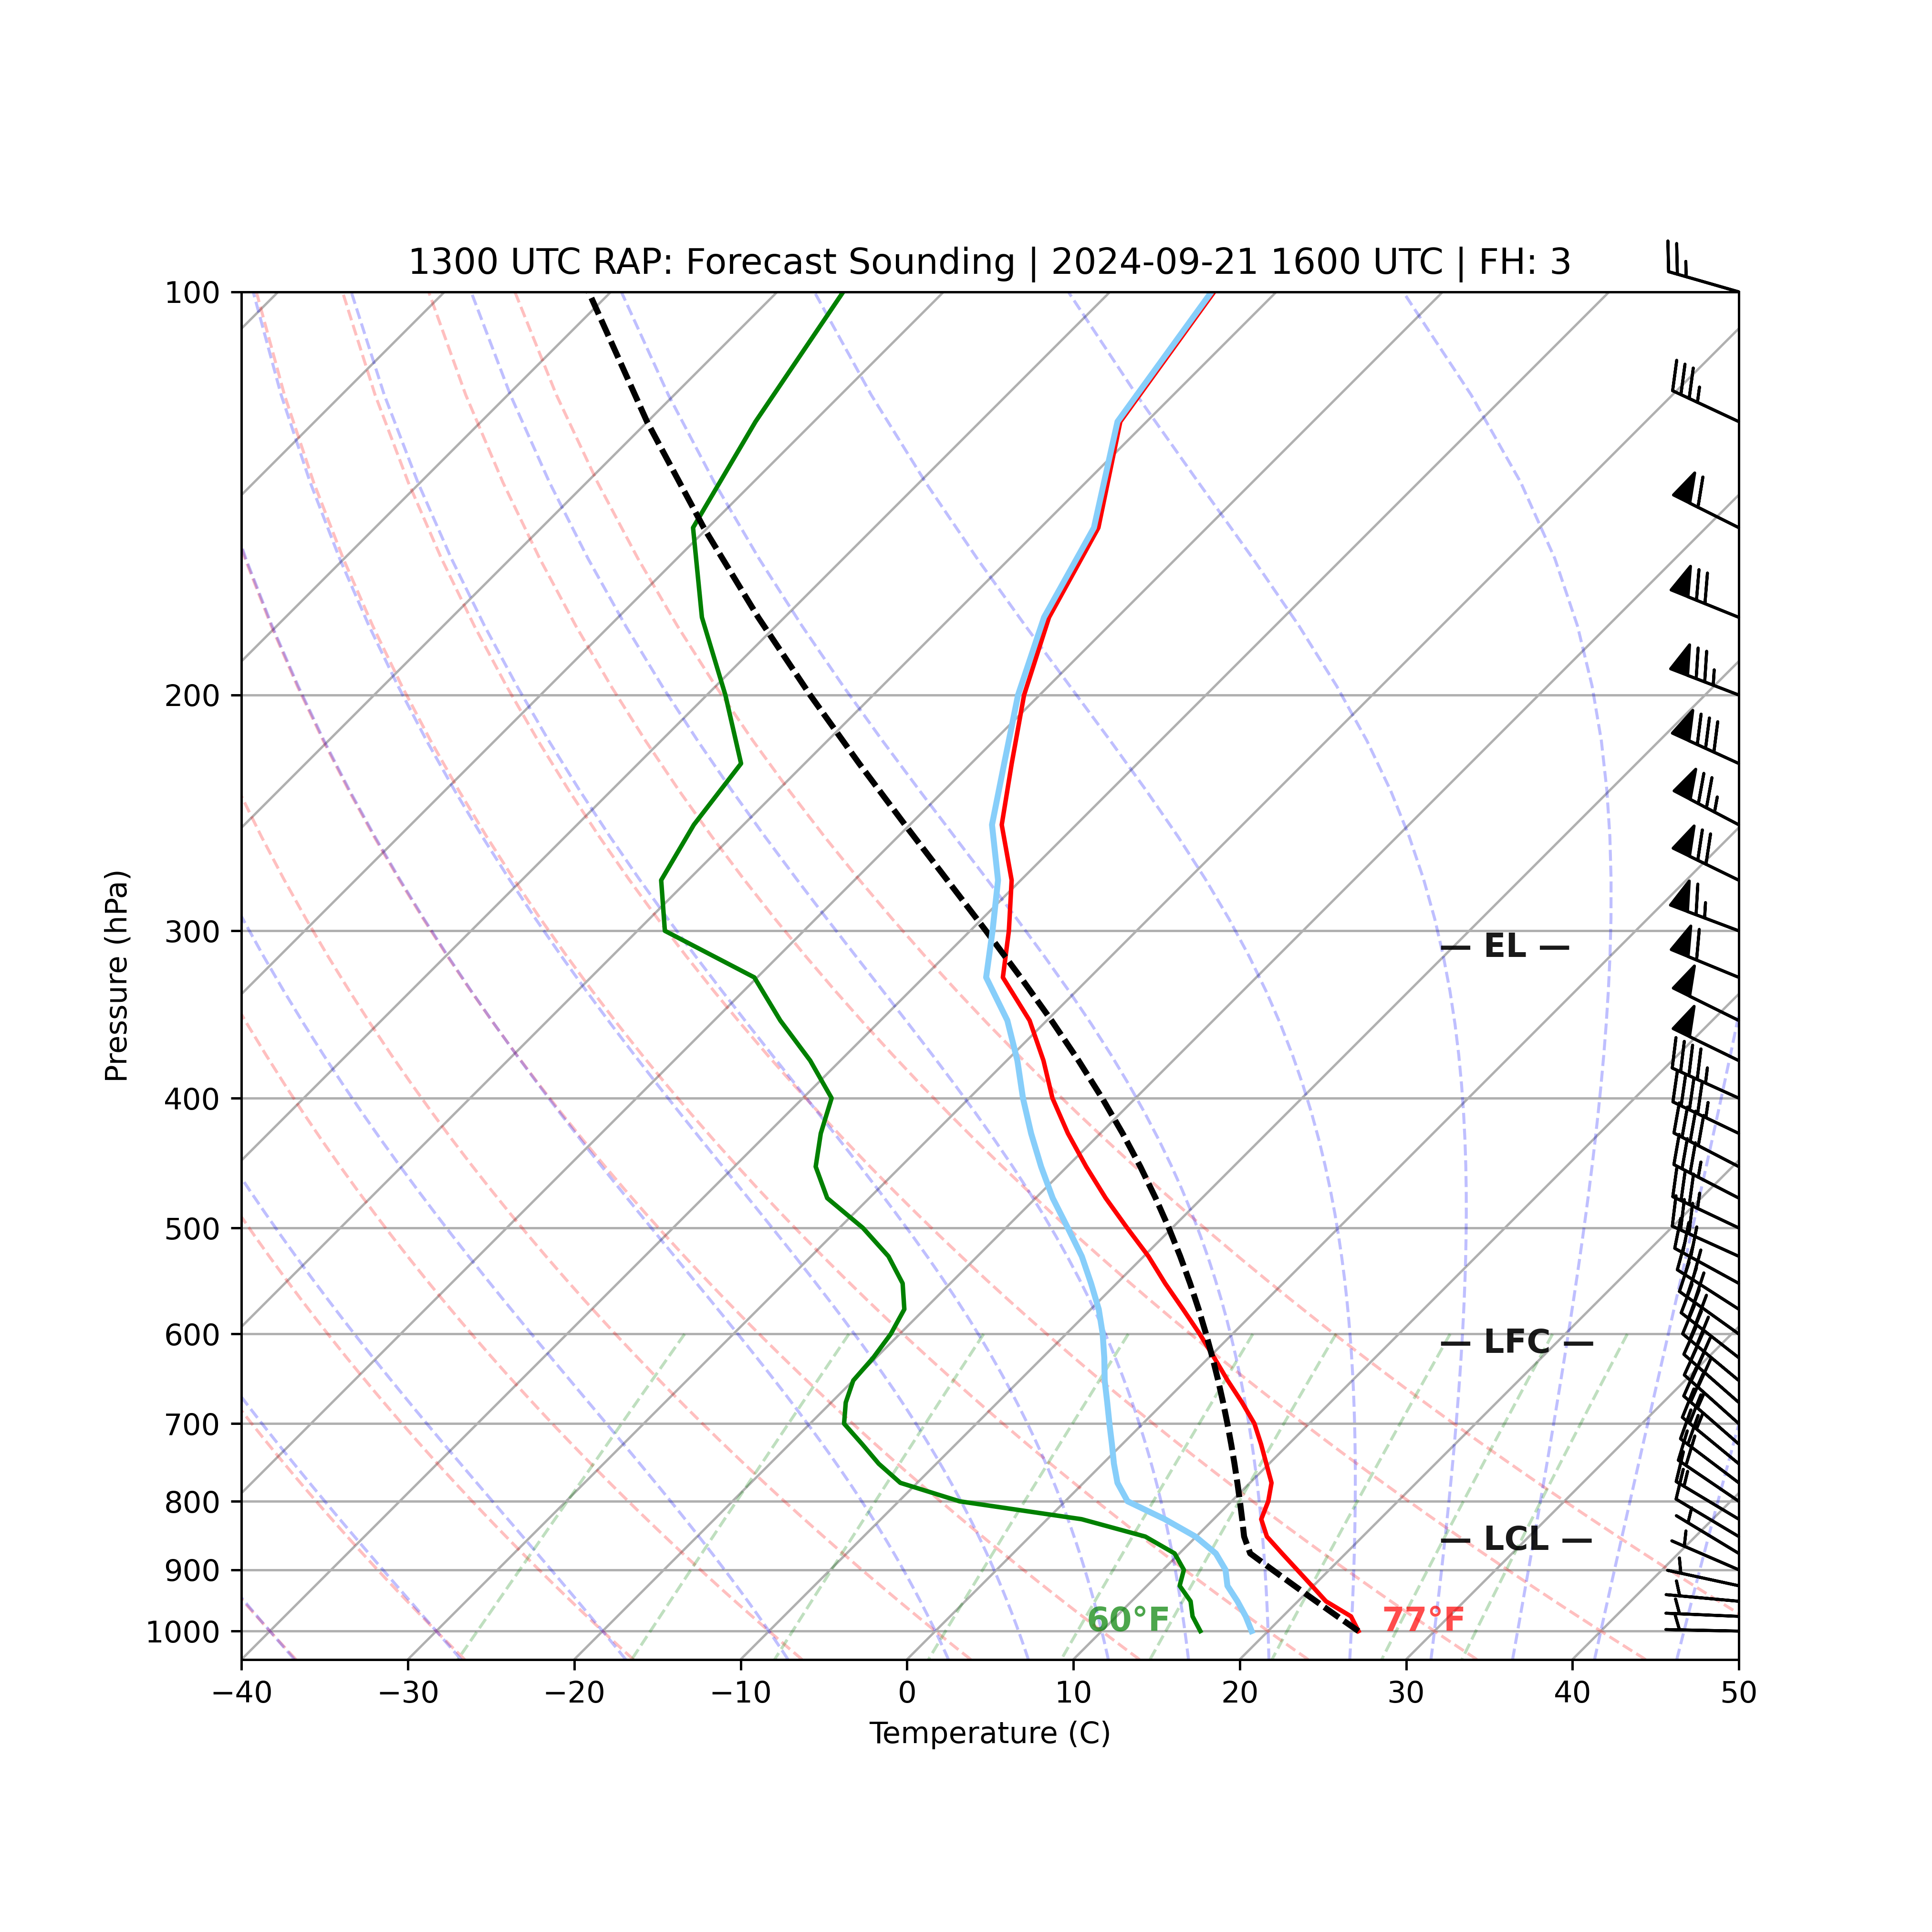 1300 UTC RAP: Forecast Sounding | 2024-09-21 1600 UTC | FH: 3
100
200
300
— EL —
400
500
600
— LFC —
700
800
— LCL —
900
1000
60°F
77°F
−40 −30 −20 −10 0 10 20 30 40 50
Temperature (C)
Pressure (hPa)